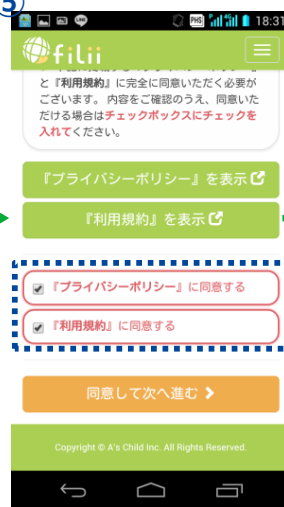 ⑤
PHS 1 18:31
filii
と『利用規約』に完全に同意いただく必要が
ございます。 内容をご確認のうえ、同意いた
だける場合はチェックボックスにチェックを
入れてください。
『プライバシーポリシー』を表示
『利用規約』を表示
『プライバシーポリシー』に同意する
『利用規約』に同意する
同意して次へ進む
Copyright © A's Child Inc. All Rights Reserved.